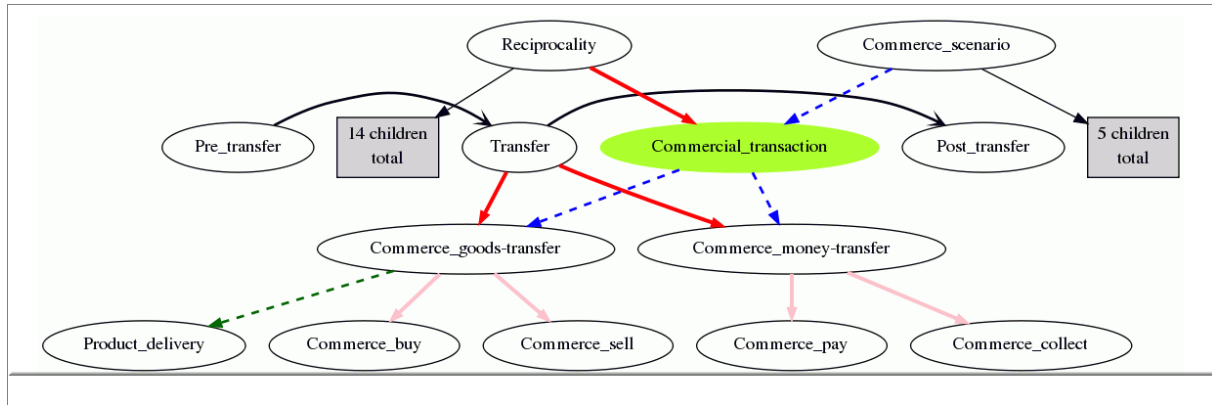 Reciprocality
Commerce_scenario
Pre_transfer
14 children
total
Transfer
Commercial_transaction
Post_transfer
5 children
total
Commerce_goods-transfer
Commerce_money-transfer
Product_delivery
Commerce_buy
Commerce_sell
Commerce_pay
Commerce_collect